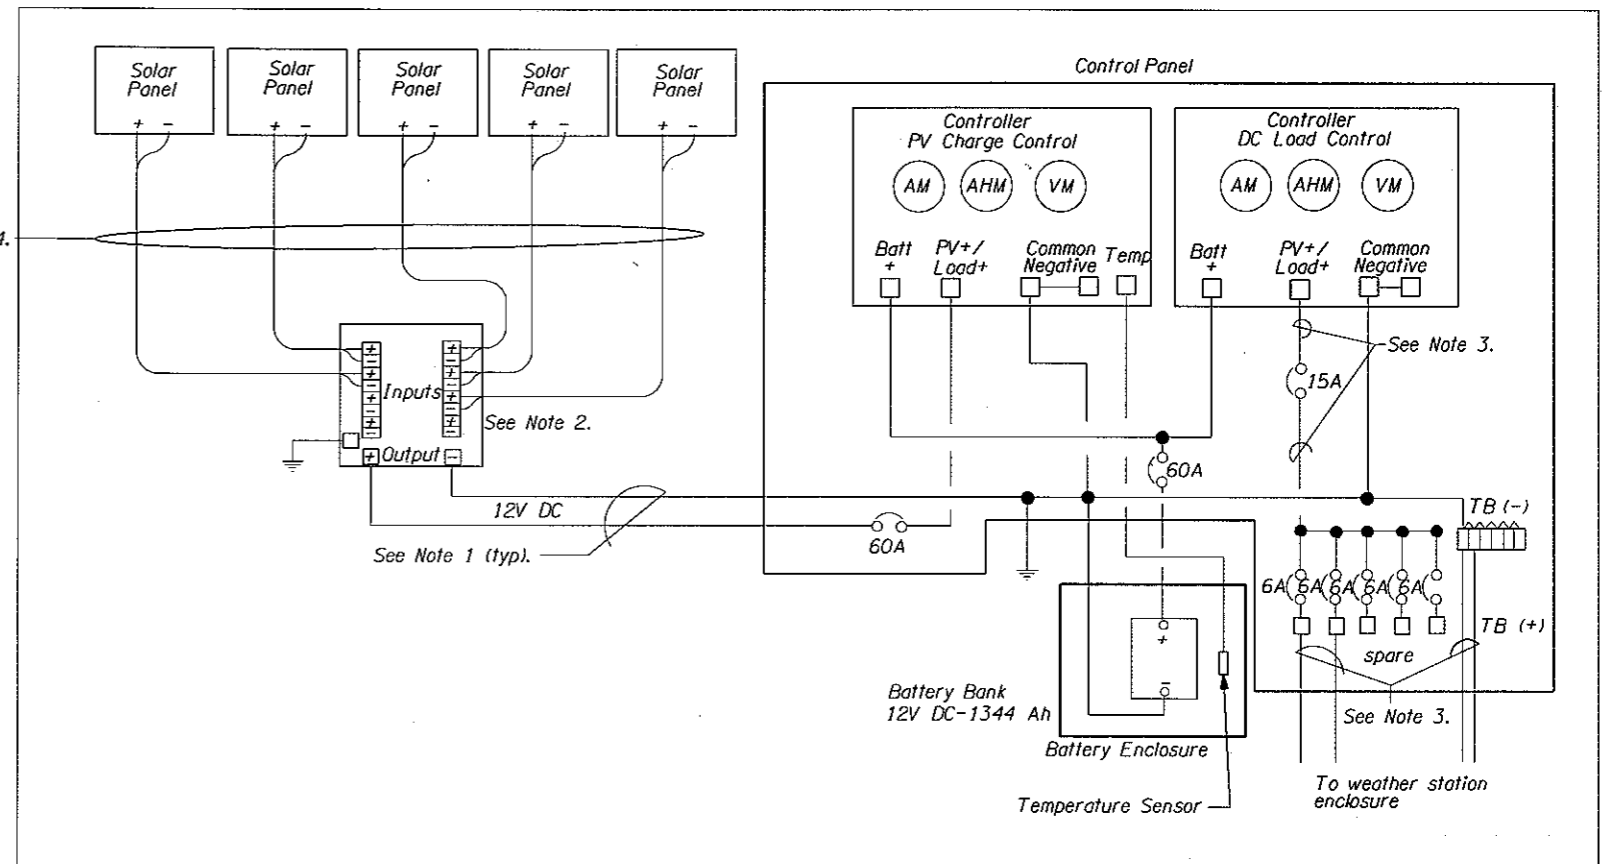 Control Panel
Solar
Panel
+ -
Solar
Panel
+ -
Solar
Panel
+ -
Solar
Panel
+ -
Solar
Panel
+ -
4.
Controller
PV Charge Control
AM AHM VM
Batt
+
PV+/
Load+
Common
Negative
Temp
Controller
DC Load Control
AM AHM VM
Batt
+
PV+/
Load+
Common
Negative
See Note 3.
15A
60A
+
-
+
-
+
-
+
-
Inputs
+
-
+
-
+
-
+
-
See Note 2.
+ Output -
12V DC
See Note 1 (typ).
60A
TB (-)
6A 6A 6A 6A 6A
TB (+)
spare
See Note 3.
+
-
Battery Bank
12V DC-1344 Ah
Battery Enclosure
Temperature Sensor
To weather station
enclosure